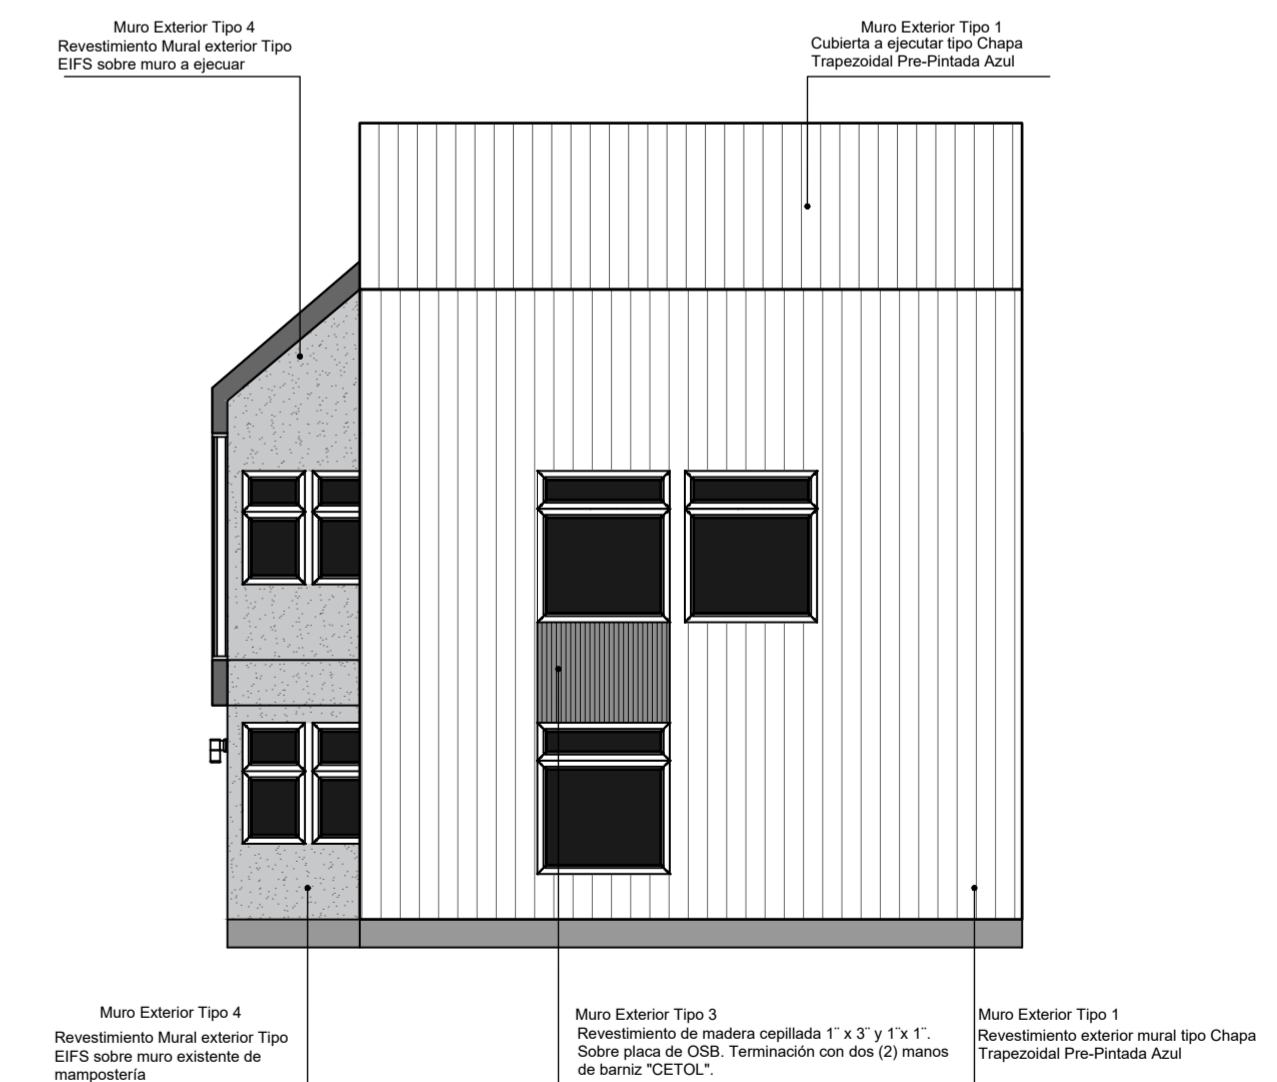 Muro Exterior Tipo 4
Revestimiento Mural exterior Tipo
EIFS sobre muro a ejecuar
Muro Exterior Tipo 1
Cubierta a ejecutar tipo Chapa
Trapezoidal Pre-Pintada Azul
Muro Exterior Tipo 4
Revestimiento Mural exterior Tipo
EIFS sobre muro existente de
mampostería
Muro Exterior Tipo 3
Revestimiento de madera cepillada 1¨ x 3¨ y 1¨x 1¨.
Sobre placa de OSB. Terminación con dos (2) manos
de barniz "CETOL".
Muro Exterior Tipo 1
Revestimiento exterior mural tipo Chapa
Trapezoidal Pre-Pintada Azul